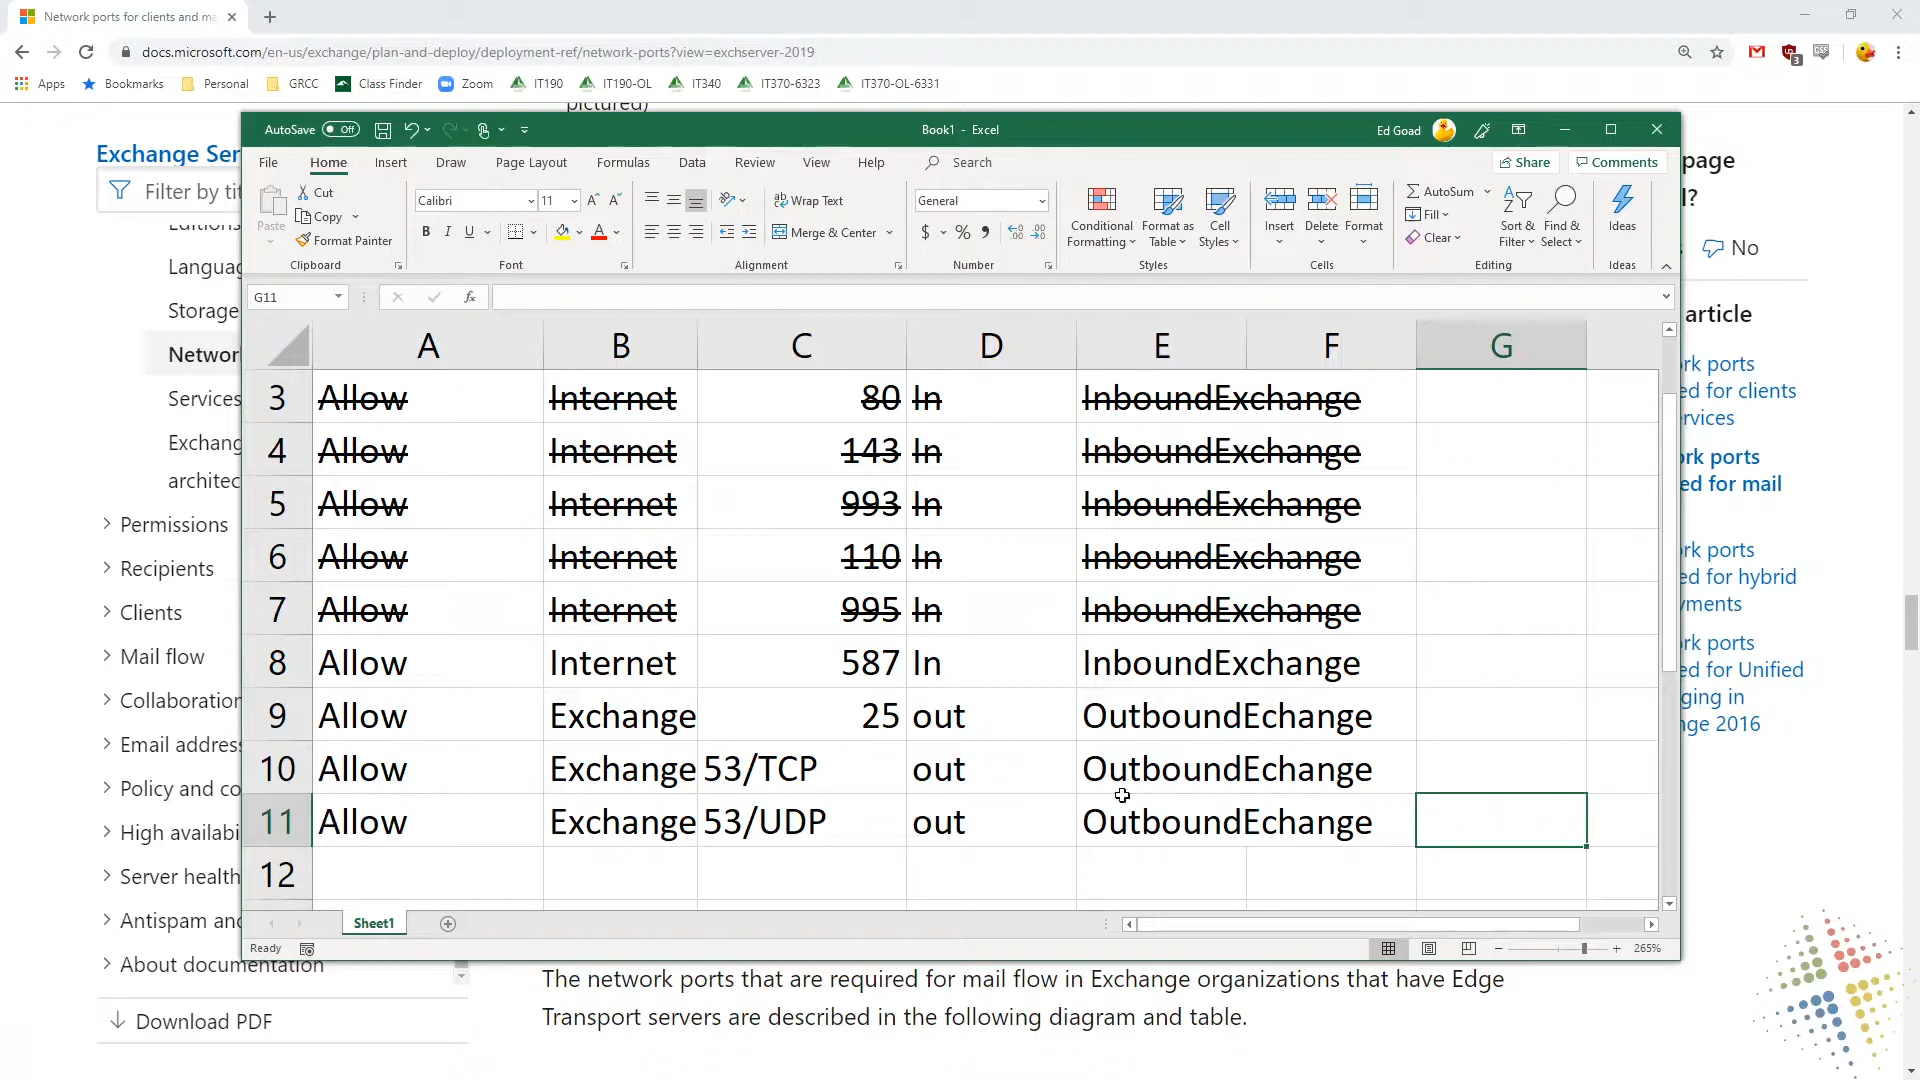 Network ports for clients and ma
docs.microsoft.com/en-us/exchange/plan-and-deploy/deployment-ref/network-ports?view=exchserver-2019
3
Apps Bookmarks Personal GRCC Class Finder Zoom IT190 IT190-OL IT340 IT370-6323 IT370-OL-6331
pictured)
Exchange Ser
Filter by tit
Editions
Languag
Storage
Networ
Services
Exchang
architec
Permissions
Recipients
Clients
Mail flow
Collaboration
Email address
Policy and co
High availabi
Server health
Antispam and
About documentation
Download PDF
AutoSave Off Book1 - Excel Ed Goad
File Home Insert Draw Page Layout Formulas Data Review View Help Search Share Comments
Paste Cut Copy Format Painter Clipboard
Calibri 11 B I U A Font
ab Wrap Text Merge & Center Alignment
General $ % Number
Conditional Formatting Format as Table Cell Styles Styles
Insert Delete Format Cells
AutoSum Fill Clear Sort & Filter Find & Select Editing
Ideas Ideas
G11 fx
A B C D E F G
3 Allow Internet 80 In InboundExchange
4 Allow Internet 143 In InboundExchange
5 Allow Internet 993 In InboundExchange
6 Allow Internet 110 In InboundExchange
7 Allow Internet 995 In InboundExchange
8 Allow Internet 587 In InboundExchange
9 Allow Exchange 25 out OutboundEchange
10 Allow Exchange 53/TCP out OutboundEchange
11 Allow Exchange 53/UDP out OutboundEchange
12
Sheet1
Ready 265%
page
l?
No
article
rk ports
ed for clients
ervices
rk ports
ed for mail
rk ports
ed for hybrid
yments
rk ports
ed for Unified
ging in
nge 2016
The network ports that are required for mail flow in Exchange organizations that have Edge
Transport servers are described in the following diagram and table.